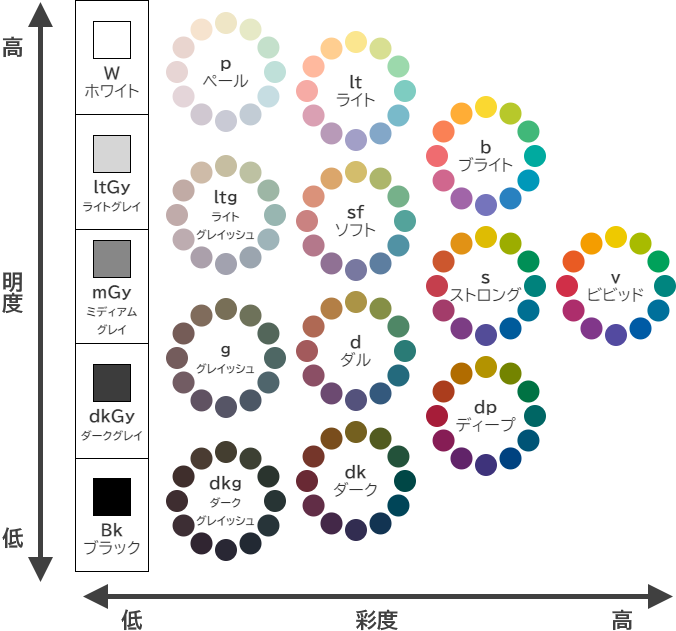 高
明度
低
W
ホワイト
ltGy
ライトグレイ
mGy
ミディアム
グレイ
dkGy
ダークグレイ
Bk
ブラック
p
ペール
ltg
ライト
グレイッシュ
g
グレイッシュ
dkg
ダーク
グレイッシュ
lt
ライト
sf
ソフト
d
ダル
dk
ダーク
b
ブライト
s
ストロング
dp
ディープ
v
ビビッド
低
彩度
高